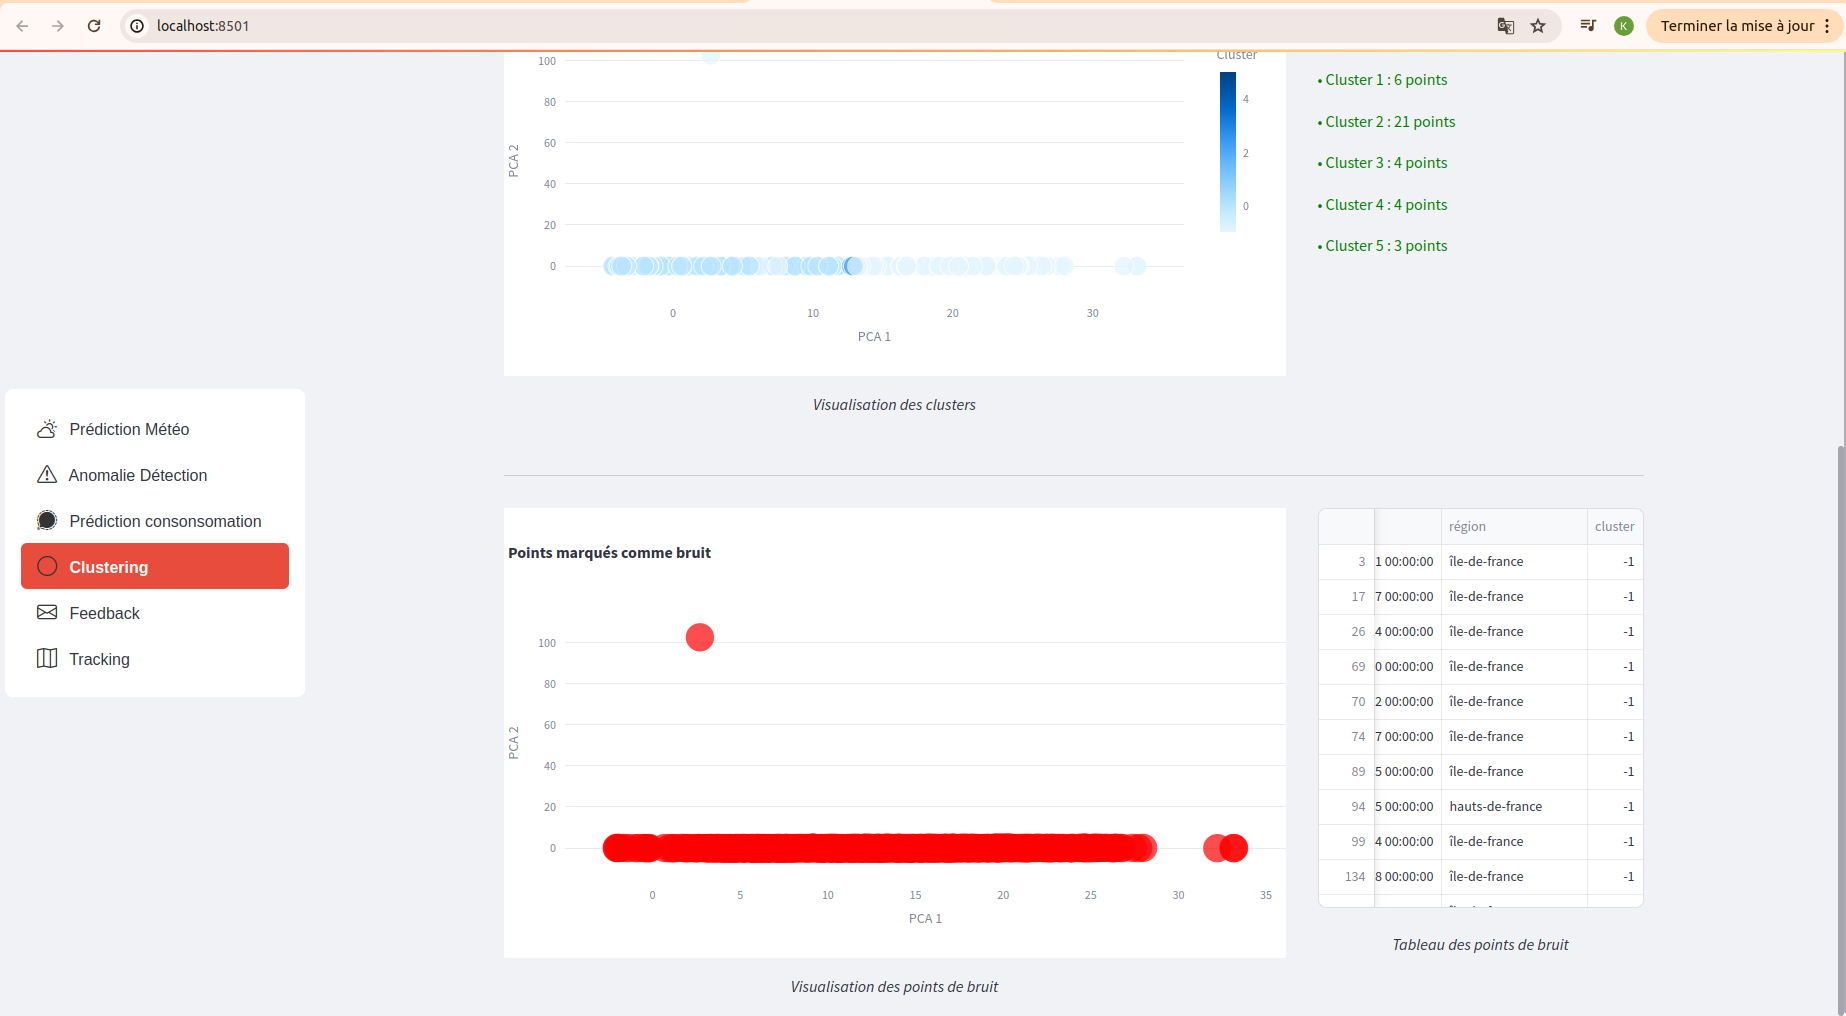 localhost:8501
K
Terminer la mise à jour
Cluster
100
80
60
40
20
0
PCA 2
0
10
20
30
PCA 1
4
2
0
• Cluster 1 : 6 points
• Cluster 2 : 21 points
• Cluster 3 : 4 points
• Cluster 4 : 4 points
• Cluster 5 : 3 points
Visualisation des clusters
Prédiction Météo
Anomalie Détection
Prédiction consonsomation
Clustering
Feedback
Tracking
Points marqués comme bruit
100
80
60
40
20
0
PCA 2
0
5
10
15
20
25
30
35
PCA 1
Visualisation des points de bruit
région cluster
3 1 00:00:00 île-de-france -1
17 7 00:00:00 île-de-france -1
26 4 00:00:00 île-de-france -1
69 0 00:00:00 île-de-france -1
70 2 00:00:00 île-de-france -1
74 7 00:00:00 île-de-france -1
89 5 00:00:00 île-de-france -1
94 5 00:00:00 hauts-de-france -1
99 4 00:00:00 île-de-france -1
134 8 00:00:00 île-de-france -1
Tableau des points de bruit